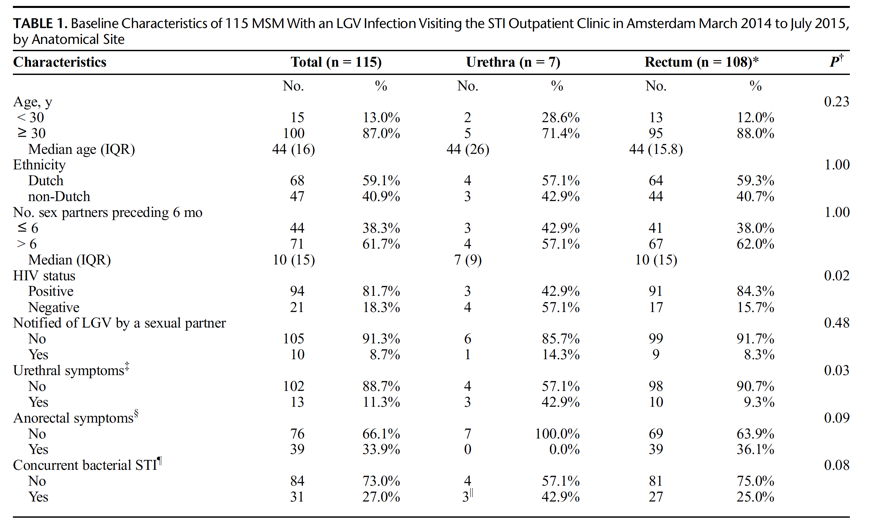 TABLE 1. Baseline Characteristics of 115 MSM With an LGV Infection Visiting the STI Outpatient Clinic in Amsterdam March 2014 to July 2015,
by Anatomical Site
Characteristics Total (n = 115) Urethra (n = 7) Rectum (n = 108)* P†
No. % No. % No. %
Age, y 0.23
< 30 15 13.0% 2 28.6% 13 12.0%
≥ 30 100 87.0% 5 71.4% 95 88.0%
Median age (IQR) 44 (16) 44 (26) 44 (15.8)
Ethnicity 1.00
Dutch 68 59.1% 4 57.1% 64 59.3%
non-Dutch 47 40.9% 3 42.9% 44 40.7%
No. sex partners preceding 6 mo 1.00
≤ 6 44 38.3% 3 42.9% 41 38.0%
> 6 71 61.7% 4 57.1% 67 62.0%
Median (IQR) 10 (15) 7 (9) 10 (15)
HIV status 0.02
Positive 94 81.7% 3 42.9% 91 84.3%
Negative 21 18.3% 4 57.1% 17 15.7%
Notified of LGV by a sexual partner 0.48
No 105 91.3% 6 85.7% 99 91.7%
Yes 10 8.7% 1 14.3% 9 8.3%
Urethral symptoms‡ 0.03
No 102 88.7% 4 57.1% 98 90.7%
Yes 13 11.3% 3 42.9% 10 9.3%
Anorectal symptoms§ 0.09
No 76 66.1% 7 100.0% 69 63.9%
Yes 39 33.9% 0 0.0% 39 36.1%
Concurrent bacterial STI¶ 0.08
No 84 73.0% 4 57.1% 81 75.0%
Yes 31 27.0% 3|| 42.9% 27 25.0%